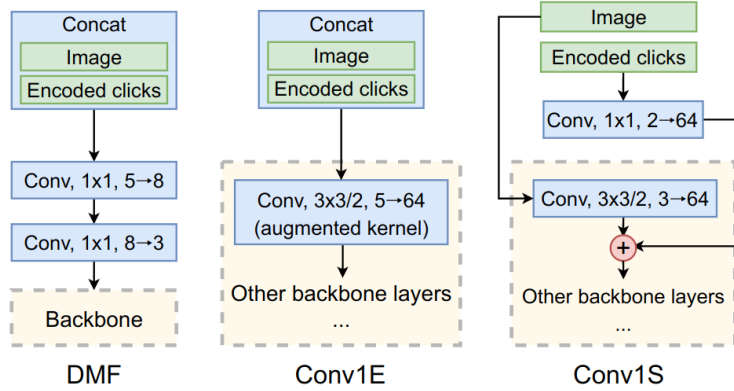 Concat
Image
Encoded clicks
Conv, 1x1, 5→8
Conv, 1x1, 8→3
Backbone
DMF
Concat
Image
Encoded clicks
Conv, 3x3/2, 5→64
(augmented kernel)
Other backbone layers
...
Conv1E
Image
Encoded clicks
Conv, 1x1, 2→64
Conv, 3x3/2, 3→64
+
Other backbone layers
...
Conv1S